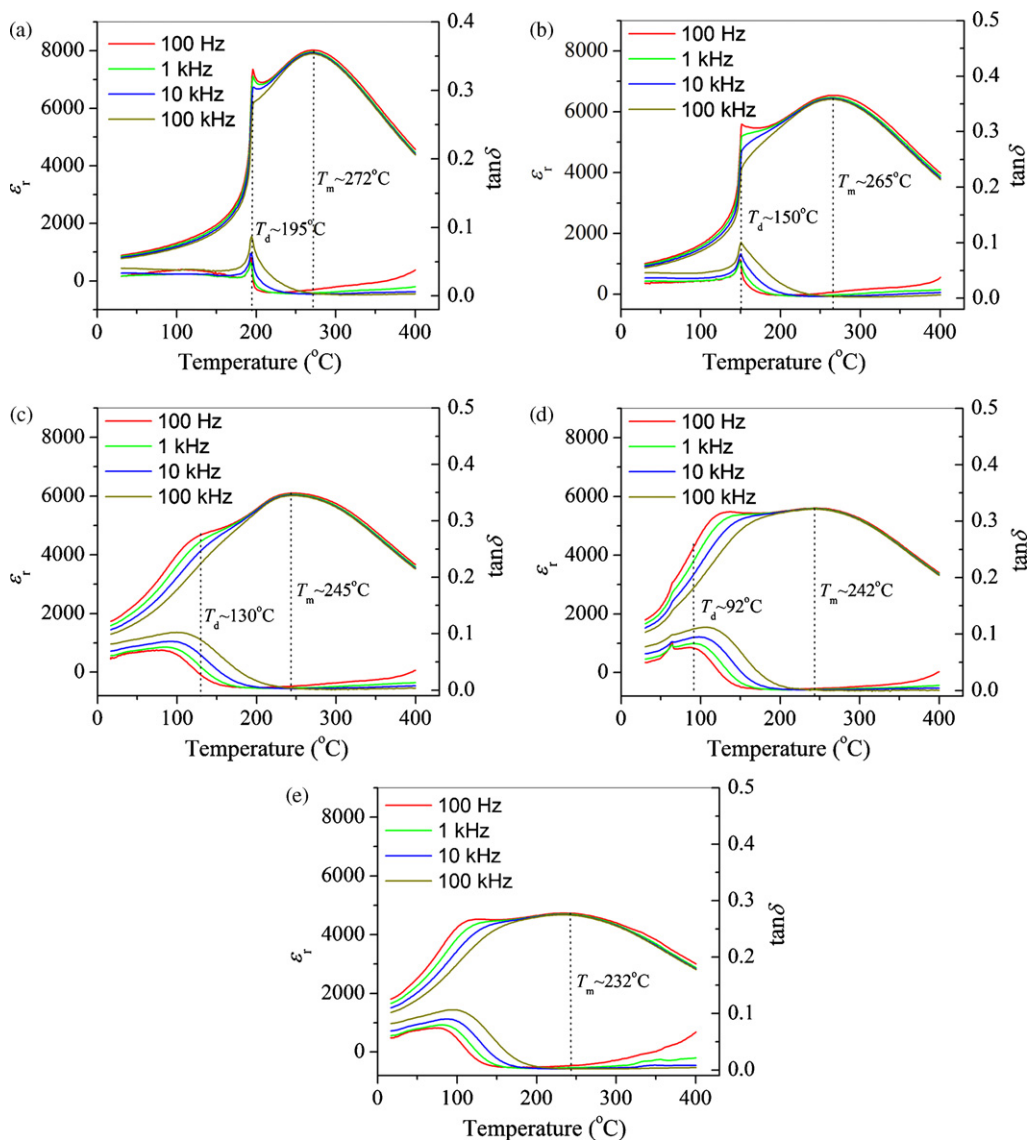 (a)
100 Hz
1 kHz
10 kHz
100 kHz
8000
6000
4000
2000
0
εr
0.4
0.3
0.2
0.1
0.0
tanδ
Tm~272°C
Td~195°C
0 100 200 300 400
Temperature (°C)
(b)
100 Hz
1 kHz
10 kHz
100 kHz
8000
6000
4000
2000
0
εr
0.5
0.4
0.3
0.2
0.1
0.0
tanδ
Tm~265°C
Td~150°C
0 100 200 300 400
Temperature (°C)
(c)
100 Hz
1 kHz
10 kHz
100 kHz
8000
6000
4000
2000
0
εr
0.5
0.4
0.3
0.2
0.1
0.0
tanδ
Tm~245°C
Td~130°C
0 100 200 300 400
Temperature (°C)
(d)
100 Hz
1 kHz
10 kHz
100 kHz
8000
6000
4000
2000
0
εr
0.5
0.4
0.3
0.2
0.1
0.0
tanδ
Tm~242°C
Td~92°C
0 100 200 300 400
Temperature (°C)
(e)
100 Hz
1 kHz
10 kHz
100 kHz
8000
6000
4000
2000
0
εr
0.5
0.4
0.3
0.2
0.1
0.0
tanδ
Tm~232°C
0 100 200 300 400
Temperature (°C)